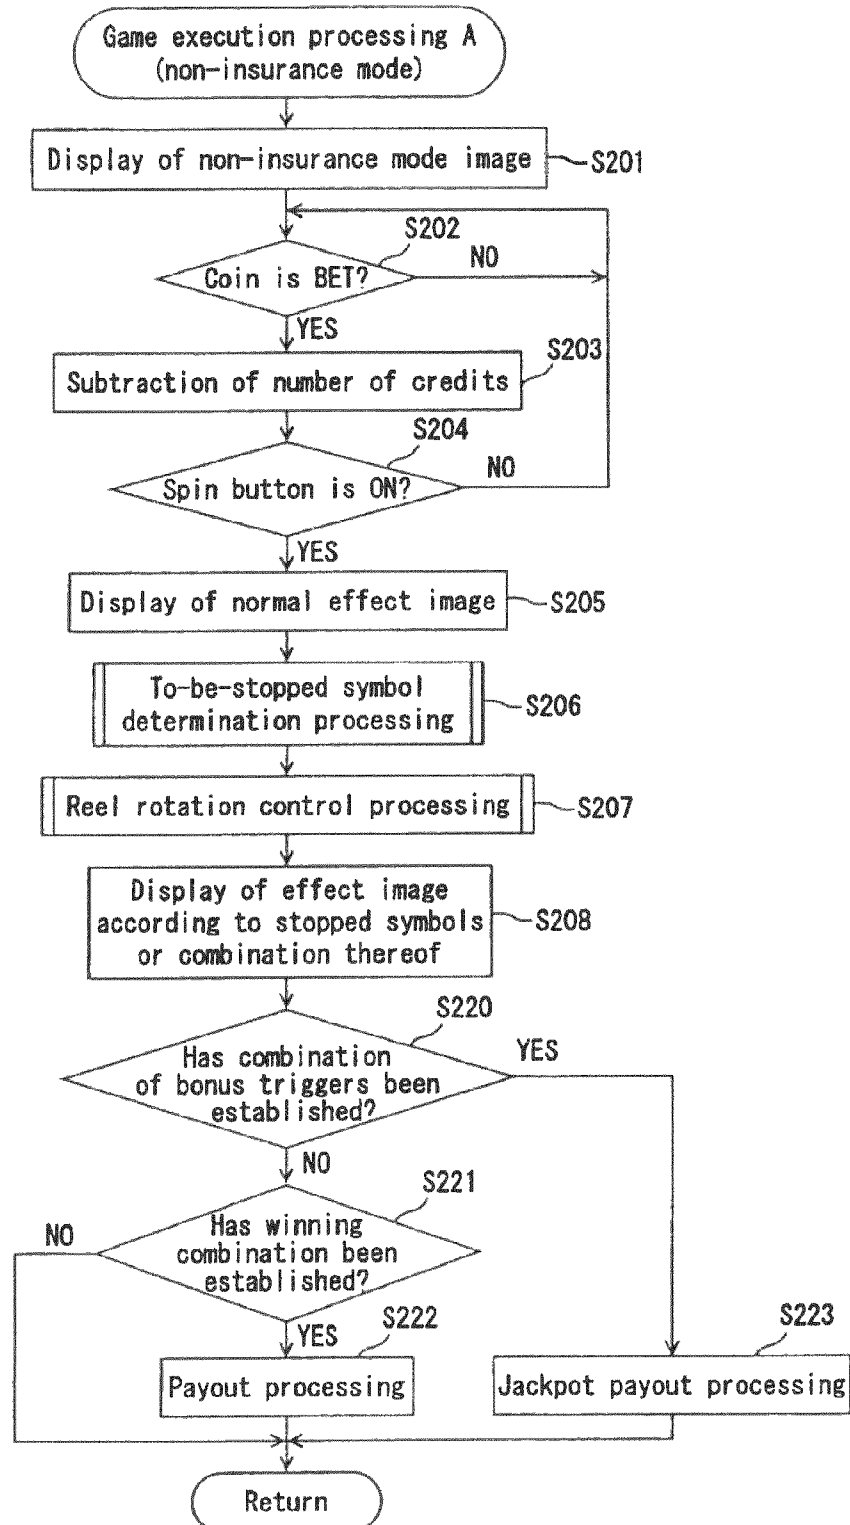 Game execution processing A
(non-insurance mode)
Display of non-insurance mode image
S201
S202
Coin is BET?
NO
YES
S203
Subtraction of number of credits
S204
Spin button is ON?
NO
YES
Display of normal effect image
S205
To-be-stopped symbol
determination processing
S206
Reel rotation control processing
S207
Display of effect image
according to stopped symbols
or combination thereof
S208
S220
Has combination
of bonus triggers been
established?
YES
NO
S221
Has winning
combination been
established?
NO
YES
S222
Payout processing
S223
Jackpot payout processing
Return